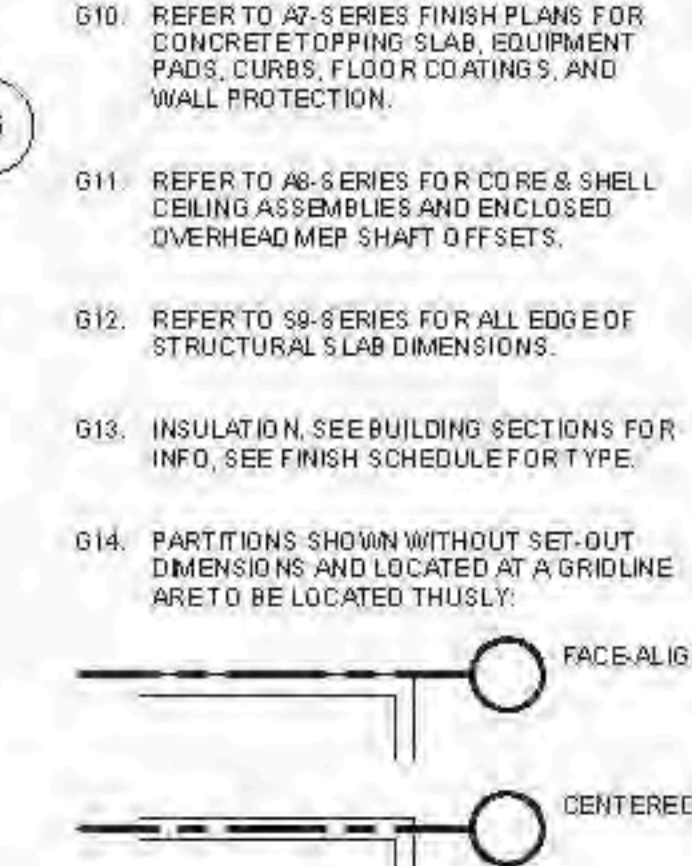 G10. REFER TO A7-SERIES FINISH PLANS FOR
CONCRETE TOPPING SLAB, EQUIPMENT
PADS, CURBS, FLOOR COATINGS, AND
WALL PROTECTION.
G11. REFER TO A6-SERIES FOR CORE & SHELL
CEILING ASSEMBLIES AND ENCLOSED
OVERHEAD MEP SHAFT OFFSETS.
G12. REFER TO S9-SERIES FOR ALL EDGE OF
STRUCTURAL SLAB DIMENSIONS.
G13. INSULATION, SEE BUILDING SECTIONS FOR
INFO, SEE FINISH SCHEDULE FOR TYPE.
G14. PARTITIONS SHOWN WITHOUT SET-OUT
DIMENSIONS AND LOCATED AT A GRIDLINE
ARE TO BE LOCATED THUSLY:
FACE-ALIG
CENTERED